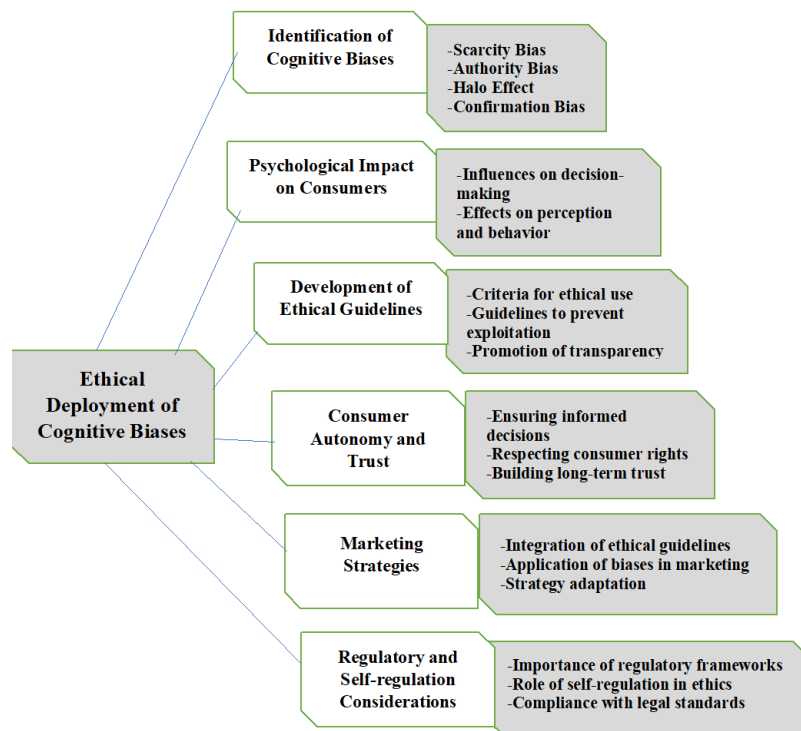 Identification of
Cognitive Biases
-Scarcity Bias
-Authority Bias
-Halo Effect
-Confirmation Bias
Psychological Impact
on Consumers
-Influences on decision-
making
-Effects on perception
and behavior
Development of
Ethical Guidelines
-Criteria for ethical use
-Guidelines to prevent
exploitation
-Promotion of transparency
Ethical
Deployment of
Cognitive Biases
Consumer
Autonomy and
Trust
-Ensuring informed
decisions
-Respecting consumer rights
-Building long-term trust
Marketing
Strategies
-Integration of ethical guidelines
-Application of biases in marketing
-Strategy adaptation
Regulatory and
Self-regulation
Considerations
-Importance of regulatory frameworks
-Role of self-regulation in ethics
-Compliance with legal standards